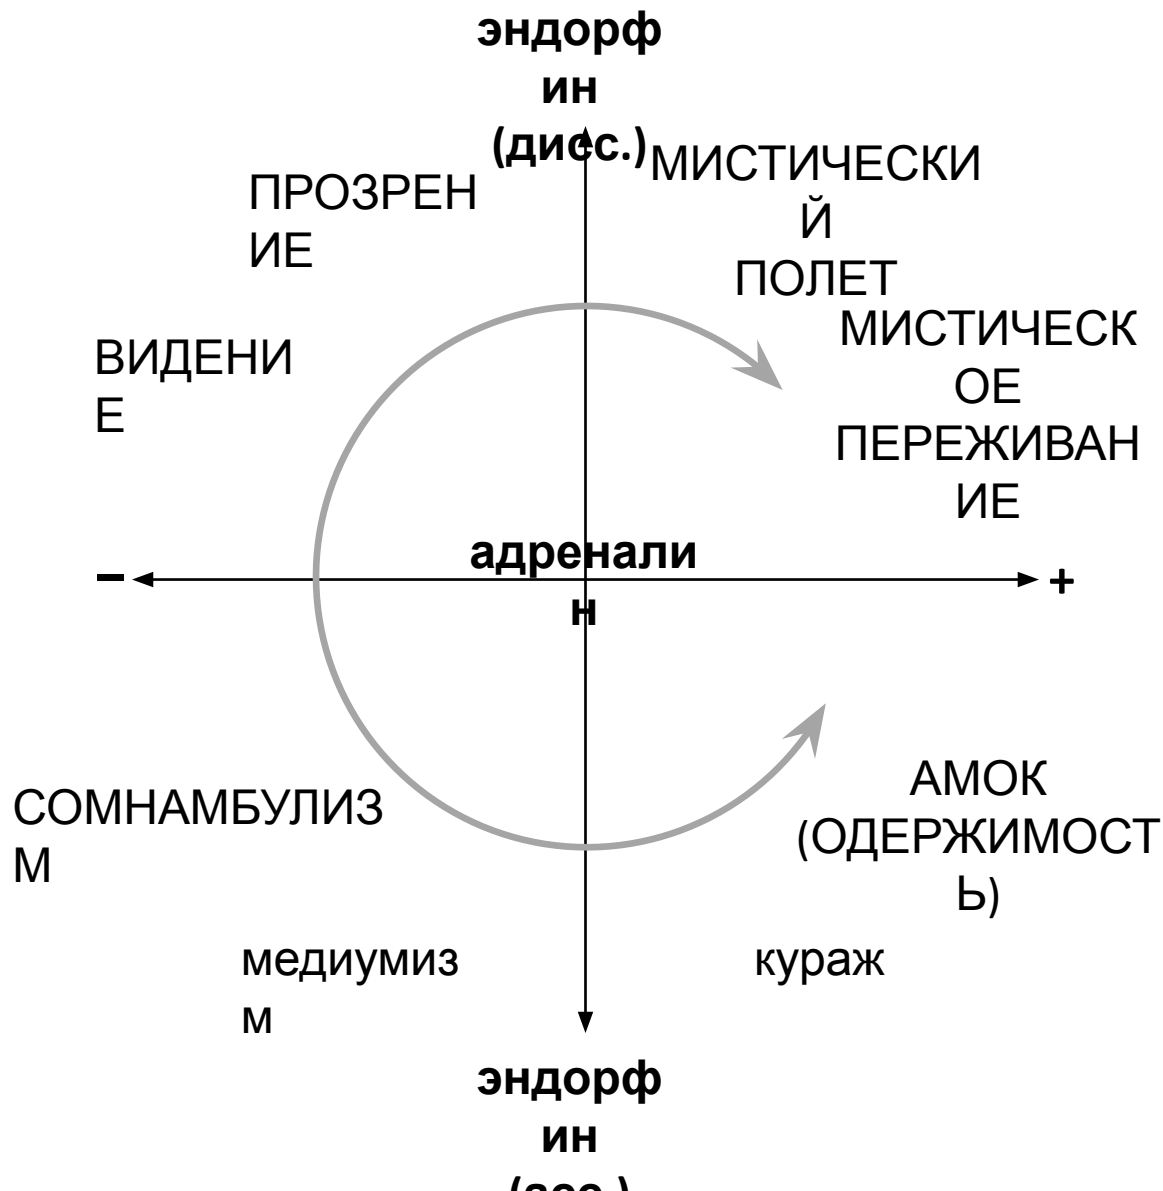 эндорф
ин
(дисс.)
МИСТИЧЕСКИ
Й
ПОЛЕТ
ПРОЗРЕН
ИЕ
МИСТИЧЕСК
ОЕ
ПЕРЕЖИВАН
ИЕ
ВИДЕНИ
Е
адренали
н
–
+
СОМНАМБУЛИЗ
М
АМОК
(ОДЕРЖИМОСТ
Ь)
медиумиз
м
кураж
эндорф
ин
(асс.)